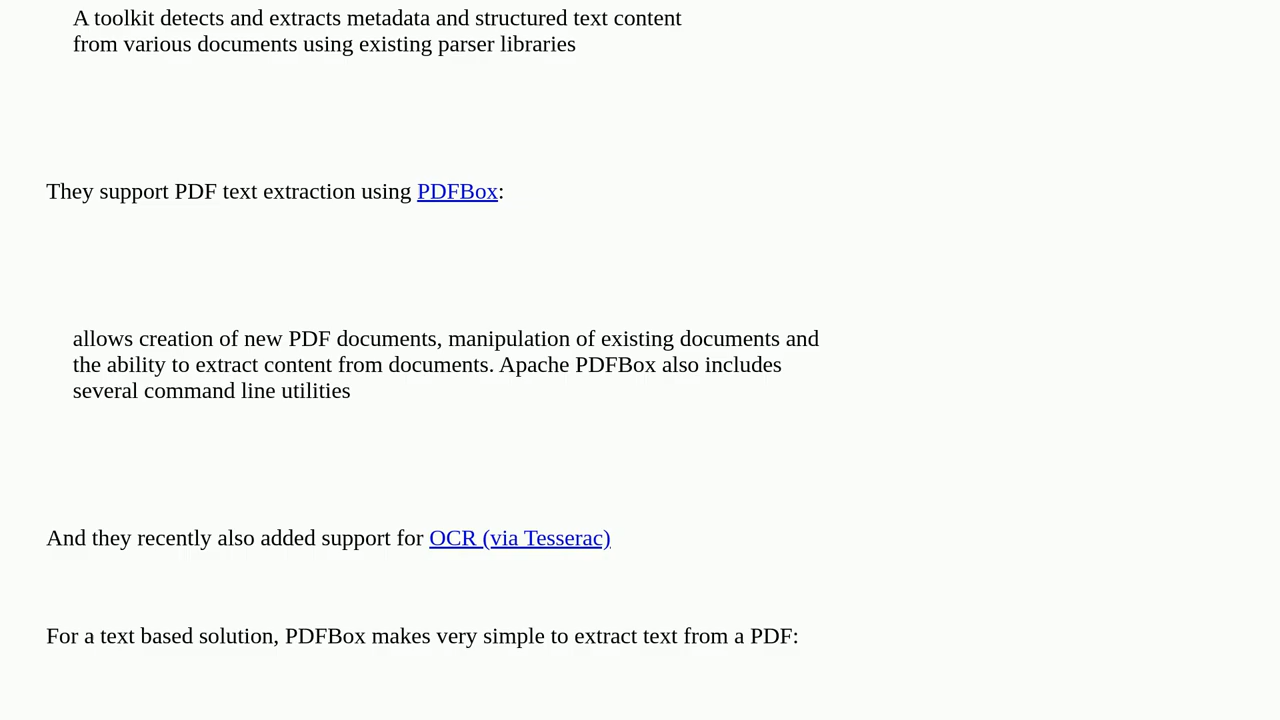 A toolkit detects and extracts metadata and structured text content
from various documents using existing parser libraries
They support PDF text extraction using PDFBox:
allows creation of new PDF documents, manipulation of existing documents and
the ability to extract content from documents. Apache PDFBox also includes
several command line utilities
And they recently also added support for OCR (via Tesserac)
For a text based solution, PDFBox makes very simple to extract text from a PDF: